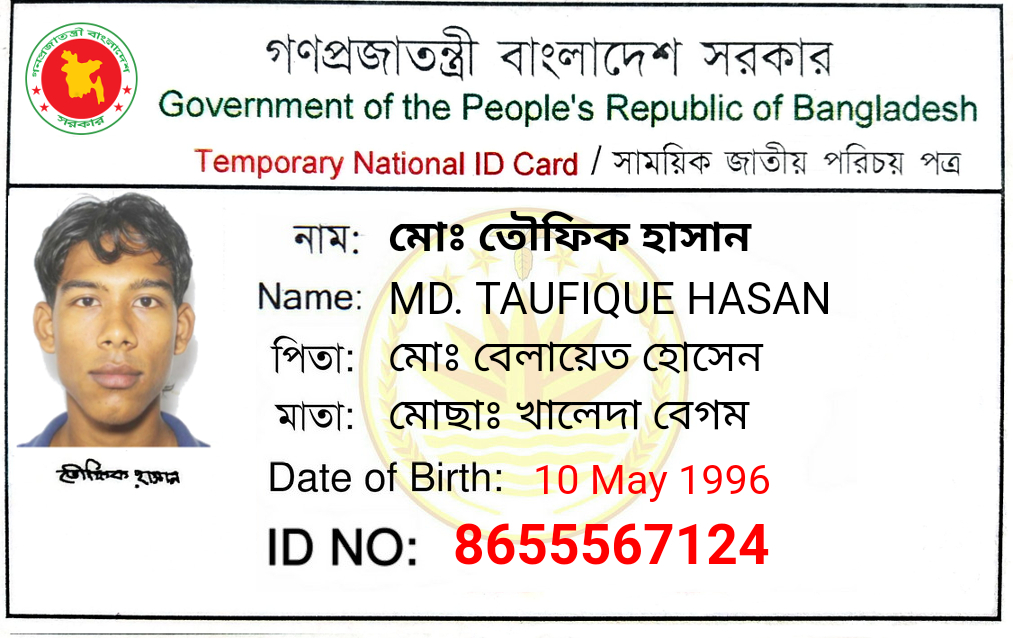 গণপ্রজাতন্ত্রী বাংলাদেশ
সরকার
গণপ্রজাতন্ত্রী বাংলাদেশ সরকার
Government of the People's Republic of Bangladesh
Temporary National ID Card / সাময়িক জাতীয় পরিচয় পত্র
নাম: মোঃ তৌফিক হাসান
Name: MD. TAUFIQUE HASAN
পিতা: মোঃ বেলায়েত হোসেন
মাতা: মোছাঃ খালেদা বেগম
Date of Birth: 10 May 1996
ID NO: 8655567124
তৌফিক হাসান